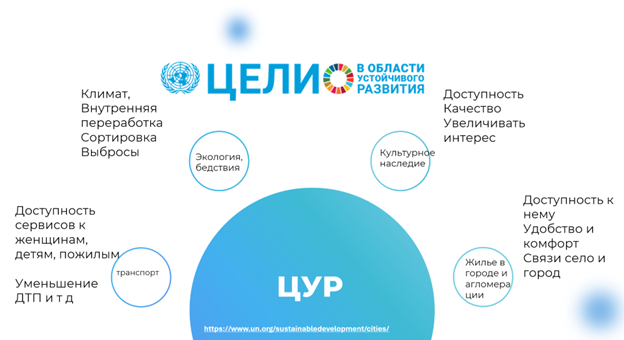 ЦЕЛИ
В ОБЛАСТИ
УСТОЙЧИВОГО
РАЗВИТИЯ
Климат,
Внутренняя
переработка
Сортировка
Выбросы
Экология,
бедствия
Культурное
наследие
Доступность
Качество
Увеличивать
интерес
Доступность
сервисов к
женщинам,
детям, пожилым
Уменьшение
ДТП и т д
транспорт
Жилье в
городе и
агломера
ции
Доступность к
нему
Удобство и
комфорт
Связи село и
город
ЦУР
https://www.un.org/sustainabledevelopment/cities/